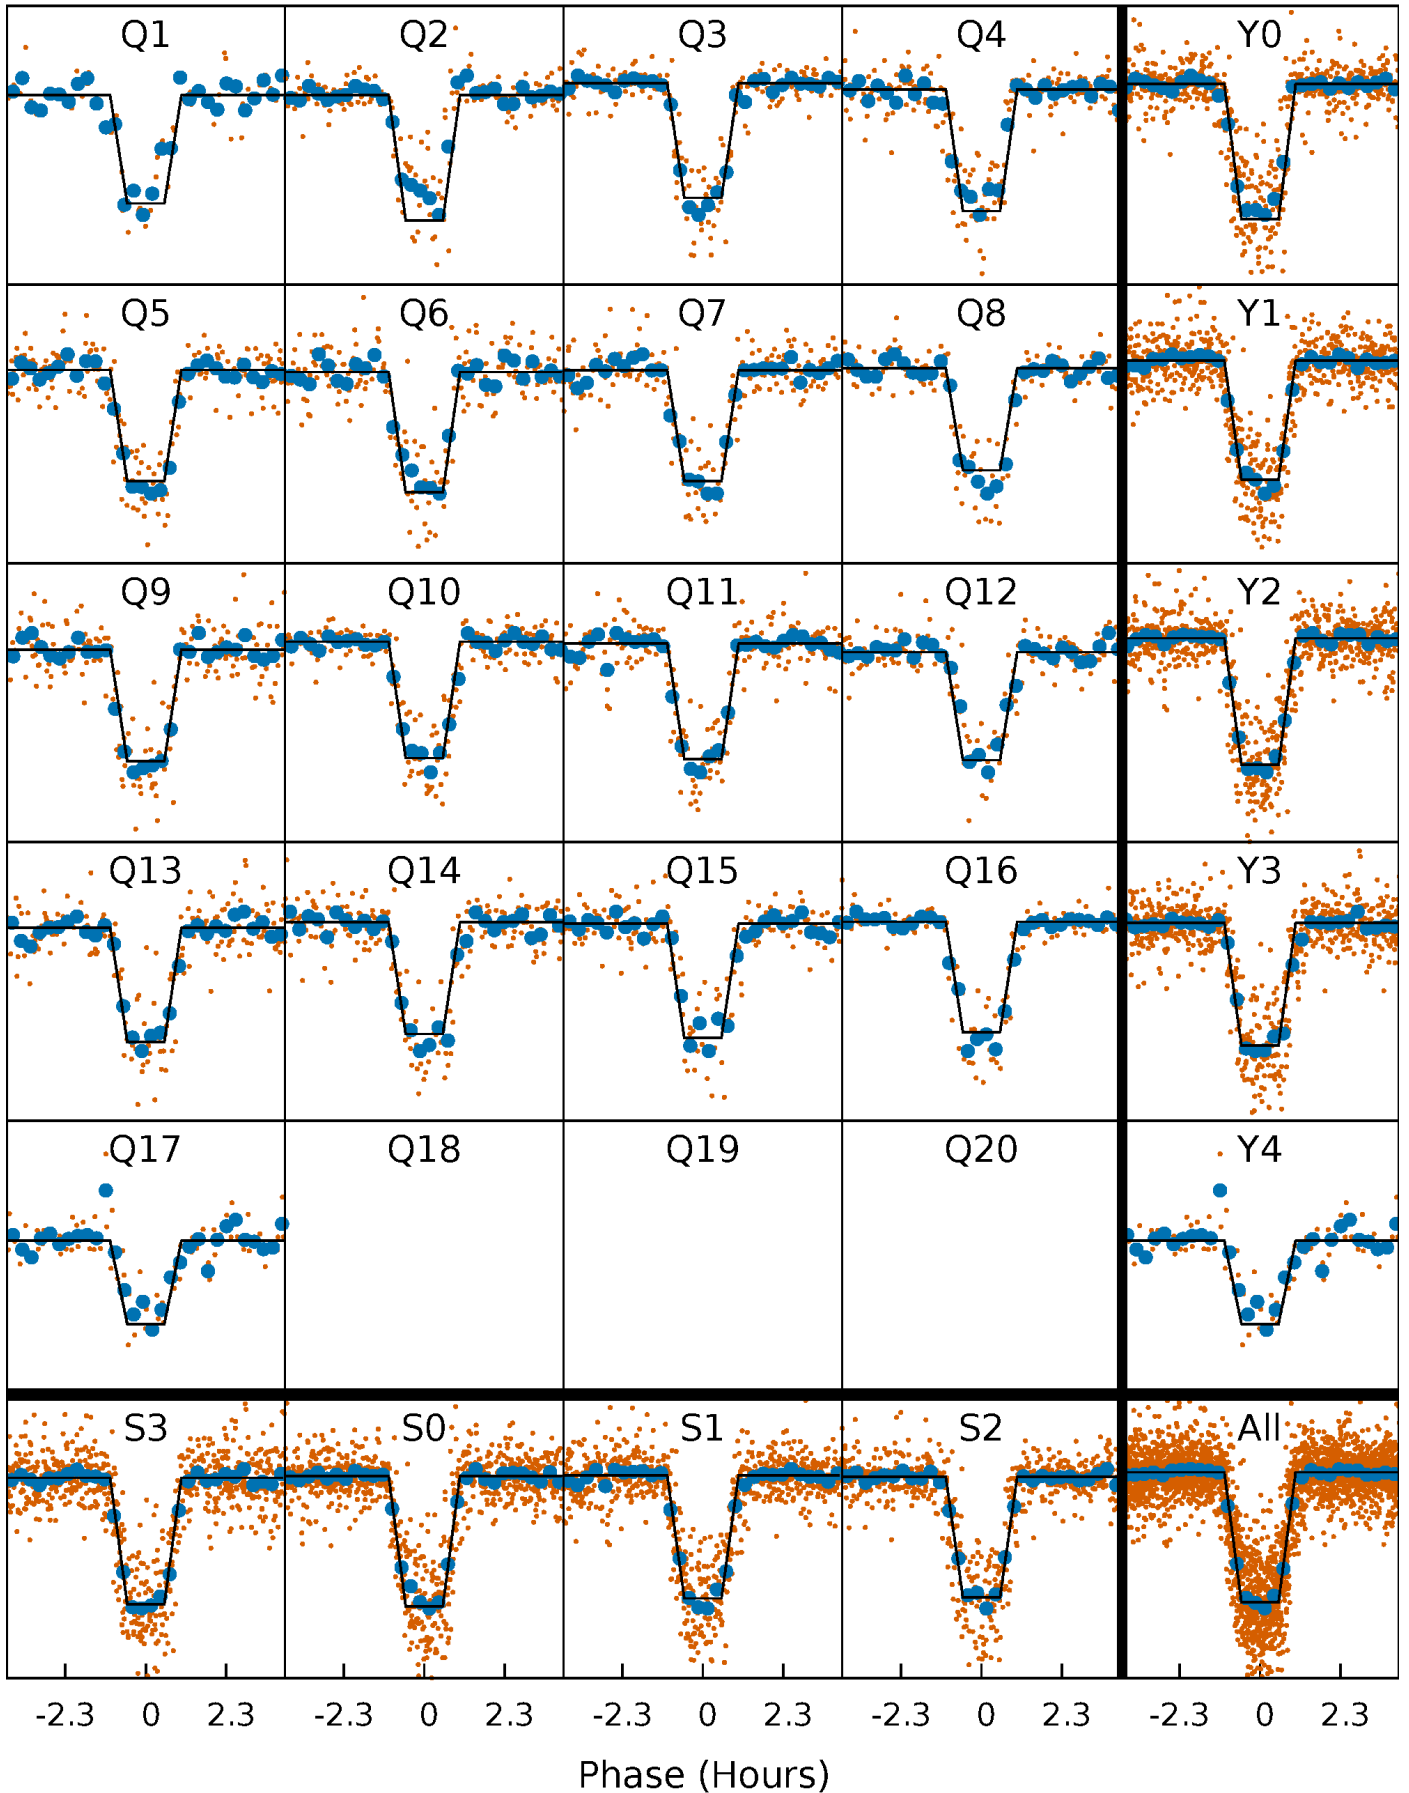 Q1 Q2 Q3 Q4 Y0
Q5 Q6 Q7 Q8 Y1
Q9 Q10 Q11 Q12 Y2
Q13 Q14 Q15 Q16 Y3
Q17 Q18 Q19 Q20 Y4
S3 S0 S1 S2 All
-2.3 0 2.3 -2.3 0 2.3 -2.3 0 2.3 -2.3 0 2.3 -2.3 0 2.3
Phase (Hours)